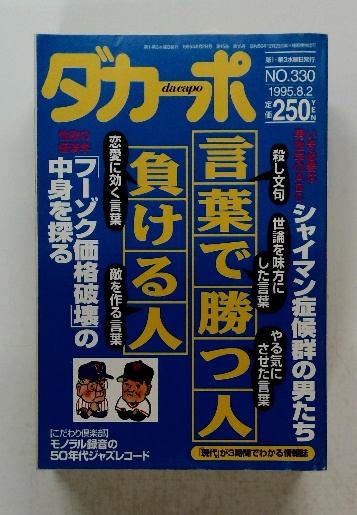 第1・第3水曜日発行
ダカーポ
dacapo
NO.330
1995.8.2
定価250YEN
言葉で勝つ人
負ける人
殺し文句
世論を味方に
した言葉
やる気に
させた言葉
恋愛に効く言葉
敵を作る言葉
シャイマン症候群の男たち
「フーゾク価格破壊」の
中身を探る
[こだわり倶楽部]
モノラル録音の
50年代ジャズレコード
「現代」が3時間でわかる情報誌